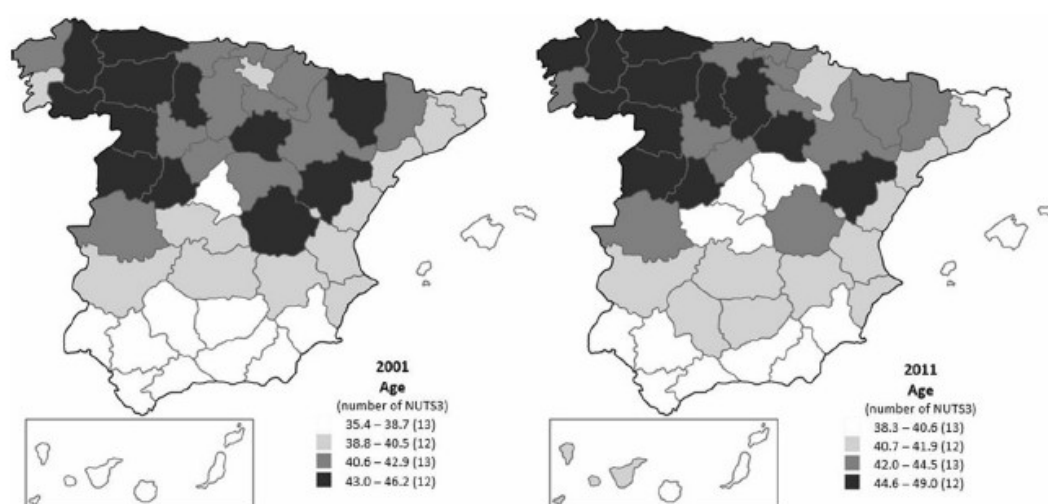 2001
Age
(number of NUTS3)
35.4 – 38.7 (13)
38.8 – 40.5 (12)
40.6 – 42.9 (13)
43.0 – 46.2 (12)
2011
Age
(number of NUTS3)
38.3 – 40.6 (13)
40.7 – 41.9 (12)
42.0 – 44.5 (13)
44.6 – 49.0 (12)